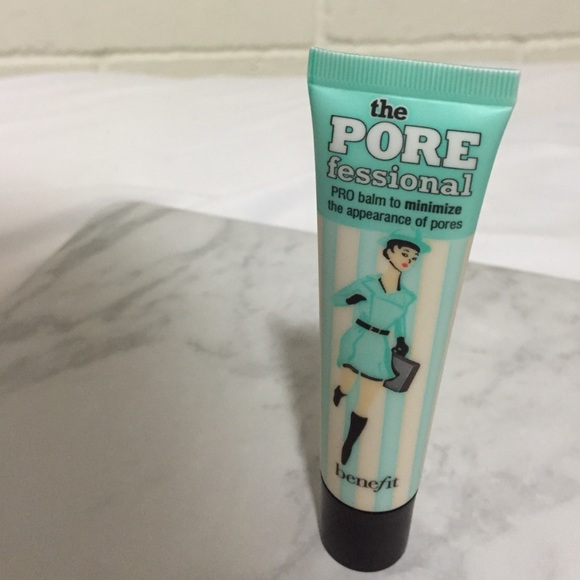 the
PORE
fessional
PRO balm to minimize
the appearance of pores
benefit